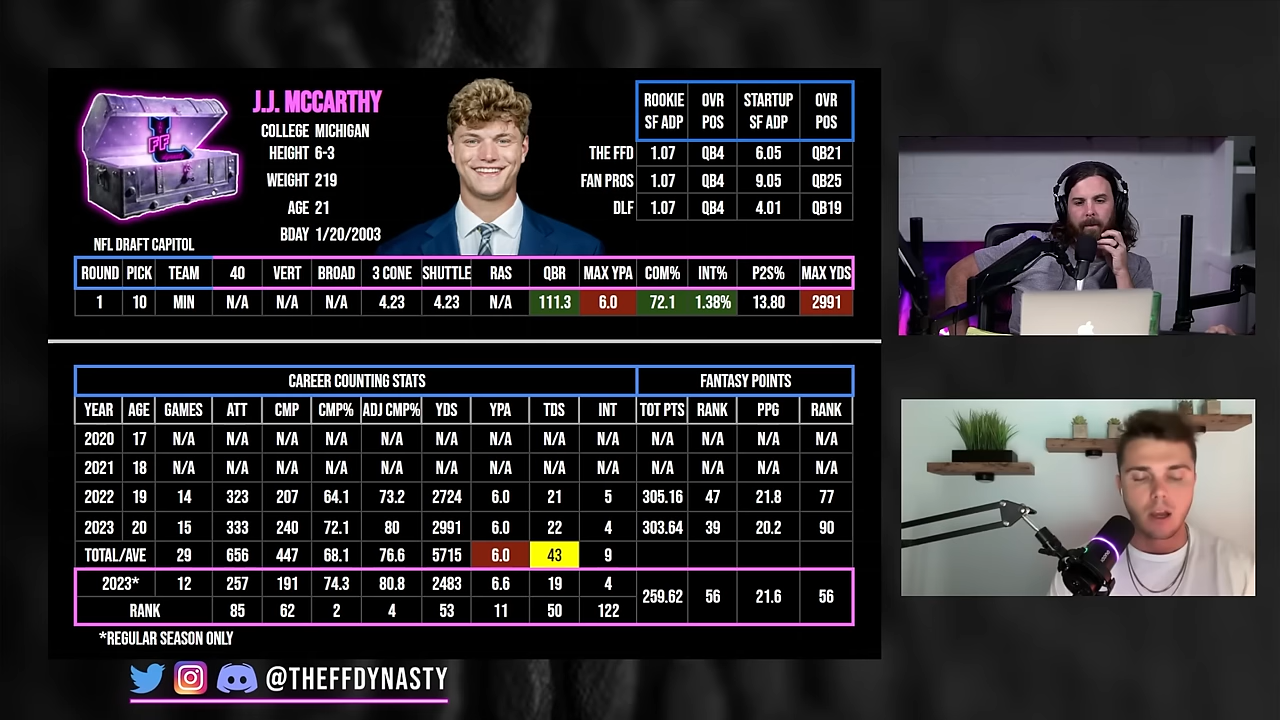 J.J. MCCARTHY
COLLEGE MICHIGAN
HEIGHT 6-3
WEIGHT 219
AGE 21
BDAY 1/20/2003
FF
ROOKIE SF ADP OVR POS STARTUP SF ADP OVR POS
THE FFD 1.07 QB4 6.05 QB21
FAN PROS 1.07 QB4 9.05 QB25
DLF 1.07 QB4 4.01 QB19
NFL DRAFT CAPITOL
ROUND PICK TEAM 40 VERT BROAD 3 CONE SHUTTLE RAS QBR MAX YPA COM% INT% P2S% MAX YDS
1 10 MIN N/A N/A N/A 4.23 4.23 N/A 111.3 6.0 72.1 1.38% 13.80 2991
CAREER COUNTING STATS FANTASY POINTS
YEAR AGE GAMES ATT CMP CMP% ADJ CMP% YDS YPA TDS INT TOT PTS RANK PPG RANK
2020 17 N/A N/A N/A N/A N/A N/A N/A N/A N/A N/A N/A N/A N/A
2021 18 N/A N/A N/A N/A N/A N/A N/A N/A N/A N/A N/A N/A N/A
2022 19 14 323 207 64.1 73.2 2724 6.0 21 5 305.16 47 21.8 77
2023 20 15 333 240 72.1 80 2991 6.0 22 4 303.64 39 20.2 90
TOTAL/AVE 29 656 447 68.1 76.6 5715 6.0 43 9
2023* 12 257 191 74.3 80.8 2483 6.6 19 4 259.62 56 21.6 56
RANK 85 62 2 4 53 11 50 122
*REGULAR SEASON ONLY
@THEFFDYNASTY